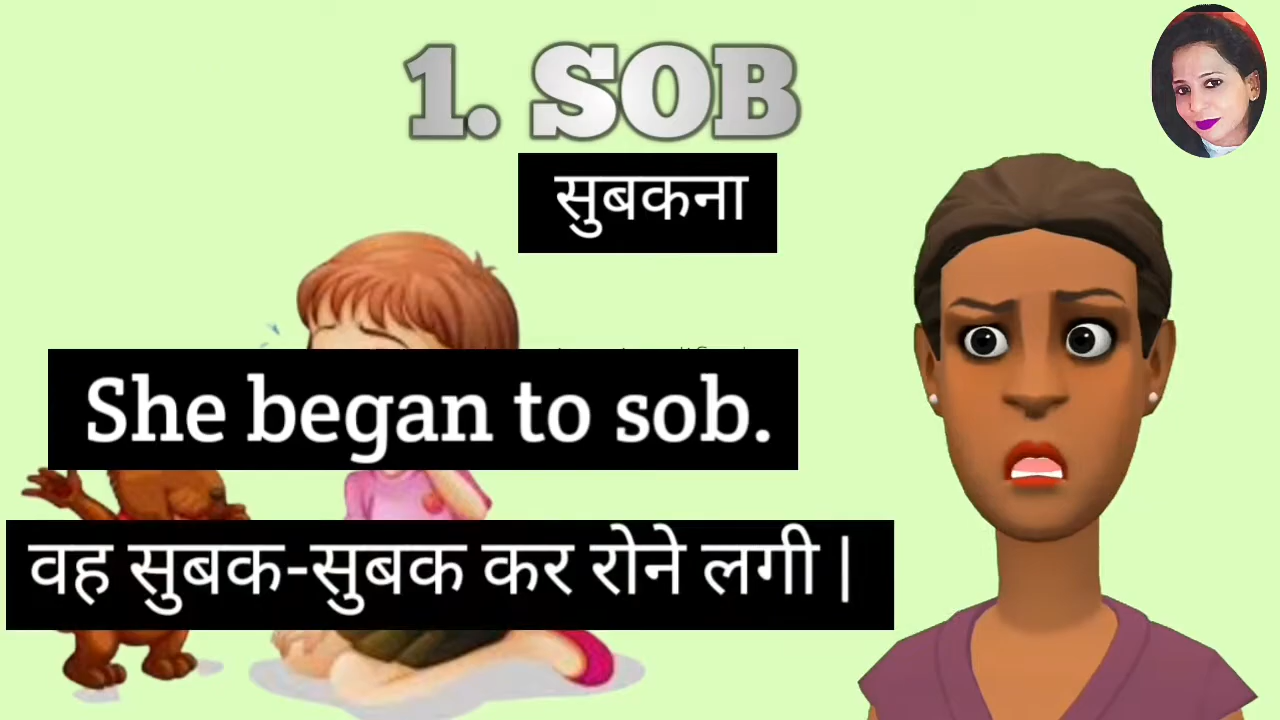 1. SOB
सुबकना
She began to sob.
वह सुबक-सुबक कर रोने लगी |